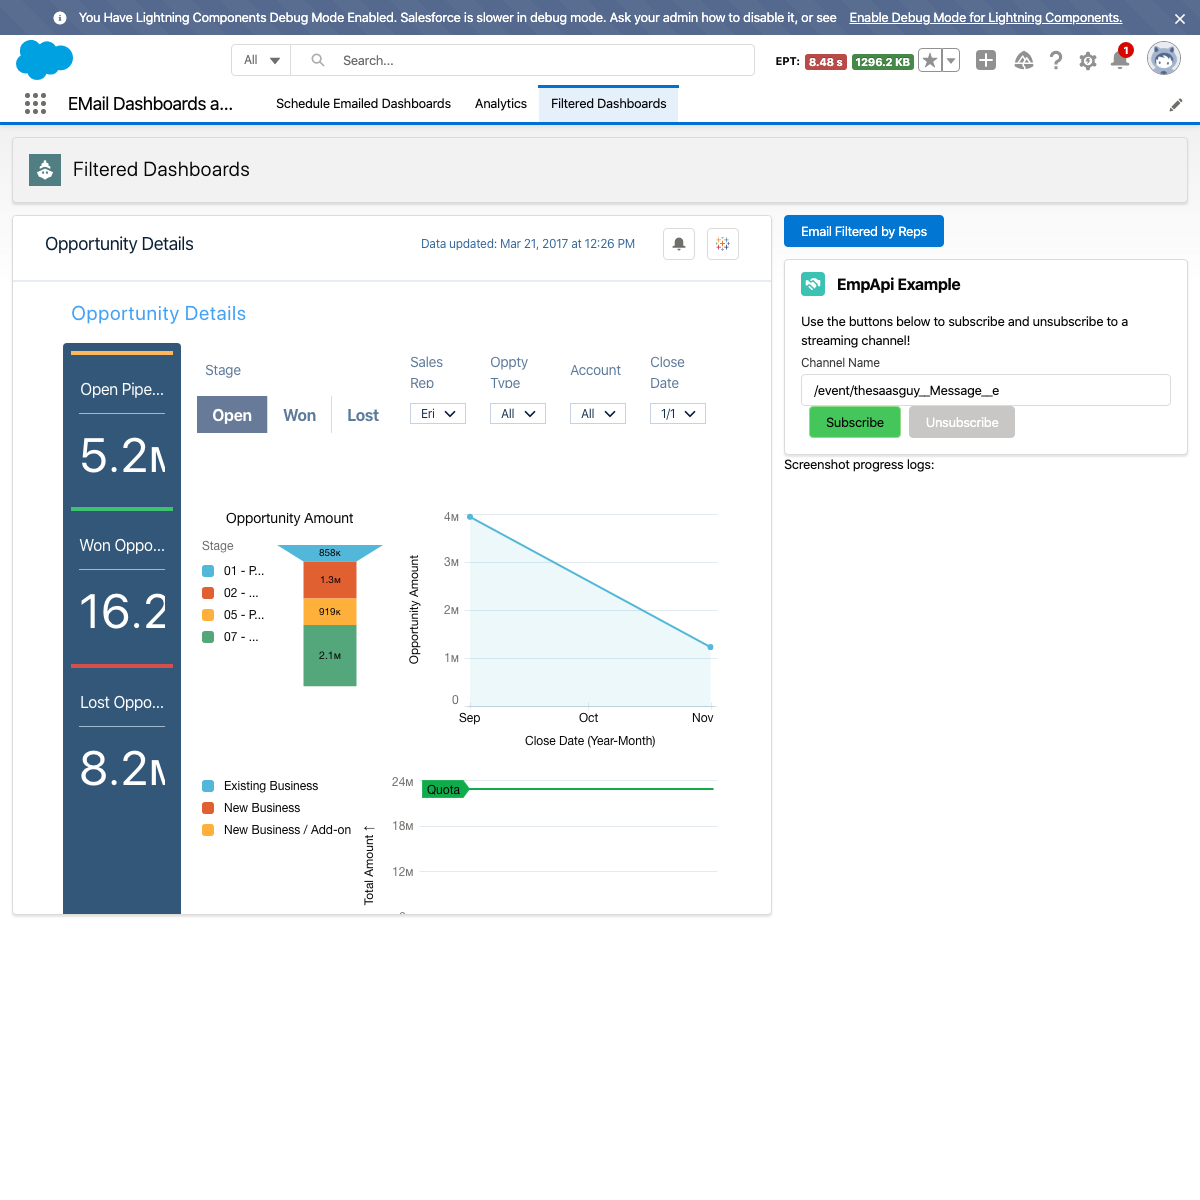 You Have Lightning Components Debug Mode Enabled. Salesforce is slower in debug mode. Ask your admin how to disable it, or see Enable Debug Mode for Lightning Components.
All Search... EPT: 8.48 s 1296.2 KB 1
EMail Dashboards a... Schedule Emailed Dashboards Analytics Filtered Dashboards
Filtered Dashboards
Opportunity Details Data updated: Mar 21, 2017 at 12:26 PM
Opportunity Details
Open Pipe...
5.2M
Won Oppo...
16.2
Lost Oppo...
8.2M
Stage
Open Won Lost
Sales Rep
Eri
Oppty Type
All
Account
All
Close Date
1/1
Opportunity Amount
Stage
01 - P...
02 - ...
05 - P...
07 - ...
858K
1.3M
919K
2.1M
Opportunity Amount
4M
3M
2M
1M
0
Sep Oct Nov
Close Date (Year-Month)
Existing Business
New Business
New Business / Add-on
Total Amount ↑
24M
Quota
18M
12M
Email Filtered by Reps
EmpApi Example
Use the buttons below to subscribe and unsubscribe to a
streaming channel!
Channel Name
/event/thesaasguy__Message__e
Subscribe Unsubscribe
Screenshot progress logs: